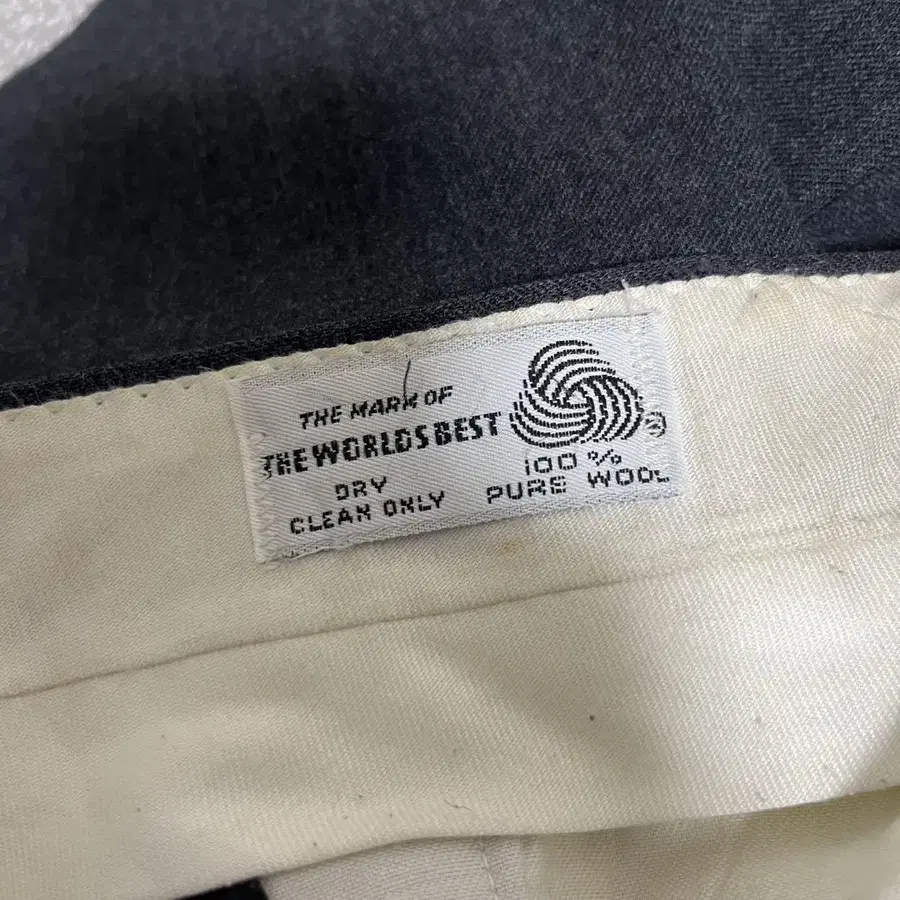 THE MARK OF
THE WORLDS BEST
DRY
CLEAN ONLY
100 %
PURE WOOL